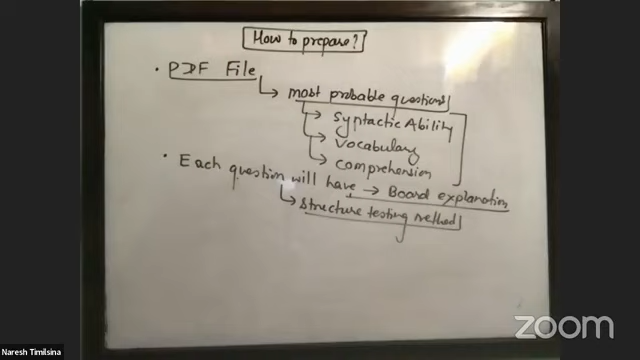 How to prepare?
• PDF File
most probable questions
Syntactic Ability
Vocabulary
Comprehension
• Each question will have → Board explanation
Structure testing method
Naresh Timilsina
zoom